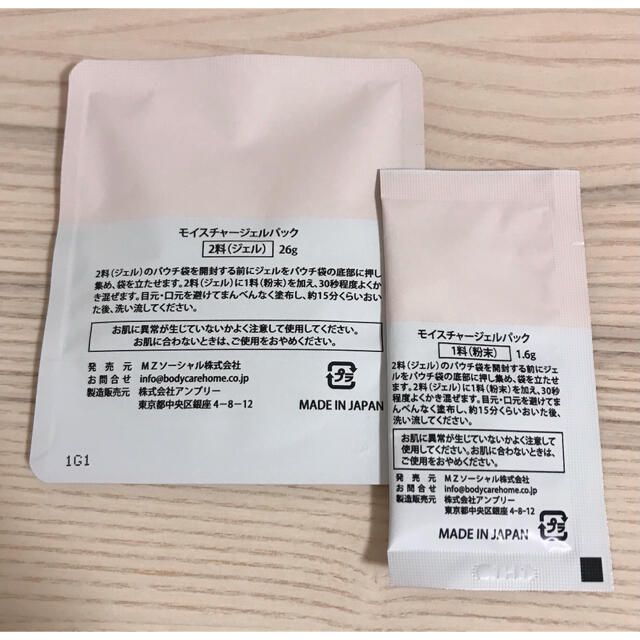 モイスチャージェルパック
2料(ジェル) 26g
2料(ジェル)のパウチ袋を開封する前にジェルをパウチ袋の底部に押し
集め、袋を立たせます。2料(ジェル)に1料(粉末)を加え、30秒程度よくか
き混ぜます。目元・口元を避けてまんべんなく塗布し、約15分くらいおい
た後、洗い流してください。
お肌に異常が生じていないかよく注意して使用してください。
お肌に合わないときは、ご使用をおやめください。
発売元 MZソーシャル株式会社
お問合せ info@bodycarehome.co.jp
製造販売元 株式会社アンプリー
東京都中央区銀座4-8-12
プラ
MADE IN JAPAN
1G1
モイスチャージェルパック
1料(粉末) 1.6g
2料(ジェル)のパウチ袋を開封する前にジェ
ルをパウチ袋の底部に押し集め、袋を立たせ
ます。2料(ジェル)に1料(粉末)を加え、30秒
程度よくかき混ぜます。目元・口元を避けてま
んべんなく塗布し、約15分くらいおいた後、
洗い流してください。
お肌に異常が生じていないかよく注意して
使用してください。お肌に合わないときは、
ご使用をおやめください。
発売元 MZソーシャル株式会社
お問合せ info@bodycarehome.co.jp
製造販売元 株式会社アンプリー
東京都中央区銀座4-8-12
MADE IN JAPAN
プラ